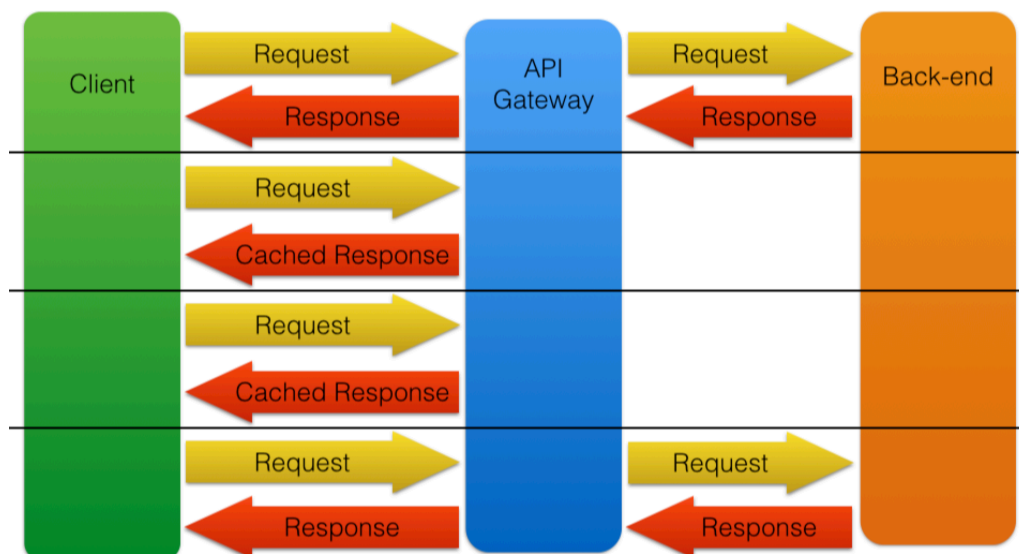 Client
Request
API
Gateway
Request
Back-end
Response
Response
Request
Cached Response
Request
Cached Response
Request
Request
Response
Response